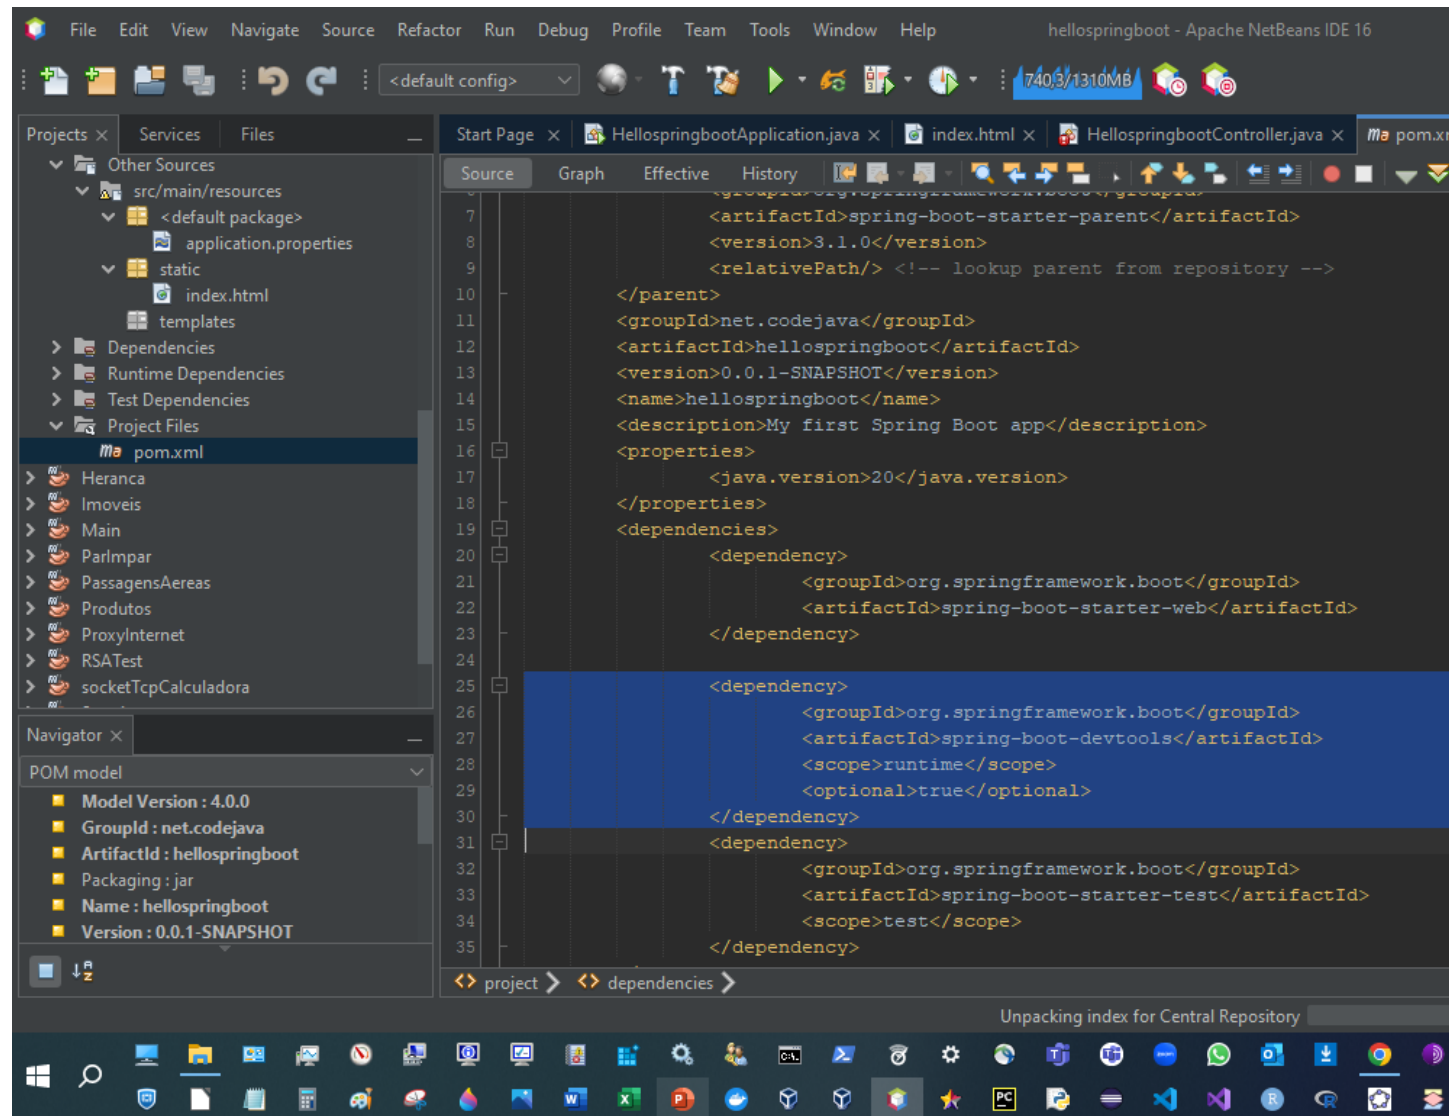 File Edit View Navigate Source Refactor Run Debug Profile Team Tools Window Help hellospringboot - Apache NetBeans IDE 16
<default config> 740,3/1310MB
Projects Services Files
Other Sources
src/main/resources
<default package>
application.properties
static
index.html
templates
Dependencies
Runtime Dependencies
Test Dependencies
Project Files
pom.xml
Heranca
Imoveis
Main
ParImpar
PassagensAereas
Produtos
ProxyInternet
RSATest
socketTcpCalculadora
Navigator
POM model
Model Version : 4.0.0
GroupId : net.codejava
ArtifactId : hellospringboot
Packaging : jar
Name : hellospringboot
Version : 0.0.1-SNAPSHOT
Start Page HellospringbootApplication.java index.html HellospringbootController.java pom.xm
Source Graph Effective History
6 <groupId>org.springframework.boot</groupId>
7 <artifactId>spring-boot-starter-parent</artifactId>
8 <version>3.1.0</version>
9 <relativePath/> <!-- lookup parent from repository -->
10 </parent>
11 <groupId>net.codejava</groupId>
12 <artifactId>hellospringboot</artifactId>
13 <version>0.0.1-SNAPSHOT</version>
14 <name>hellospringboot</name>
15 <description>My first Spring Boot app</description>
16 <properties>
17 <java.version>20</java.version>
18 </properties>
19 <dependencies>
20 <dependency>
21 <groupId>org.springframework.boot</groupId>
22 <artifactId>spring-boot-starter-web</artifactId>
23 </dependency>
24
25 <dependency>
26 <groupId>org.springframework.boot</groupId>
27 <artifactId>spring-boot-devtools</artifactId>
28 <scope>runtime</scope>
29 <optional>true</optional>
30 </dependency>
31 <dependency>
32 <groupId>org.springframework.boot</groupId>
33 <artifactId>spring-boot-starter-test</artifactId>
34 <scope>test</scope>
35 </dependency>
project dependencies
Unpacking index for Central Repository